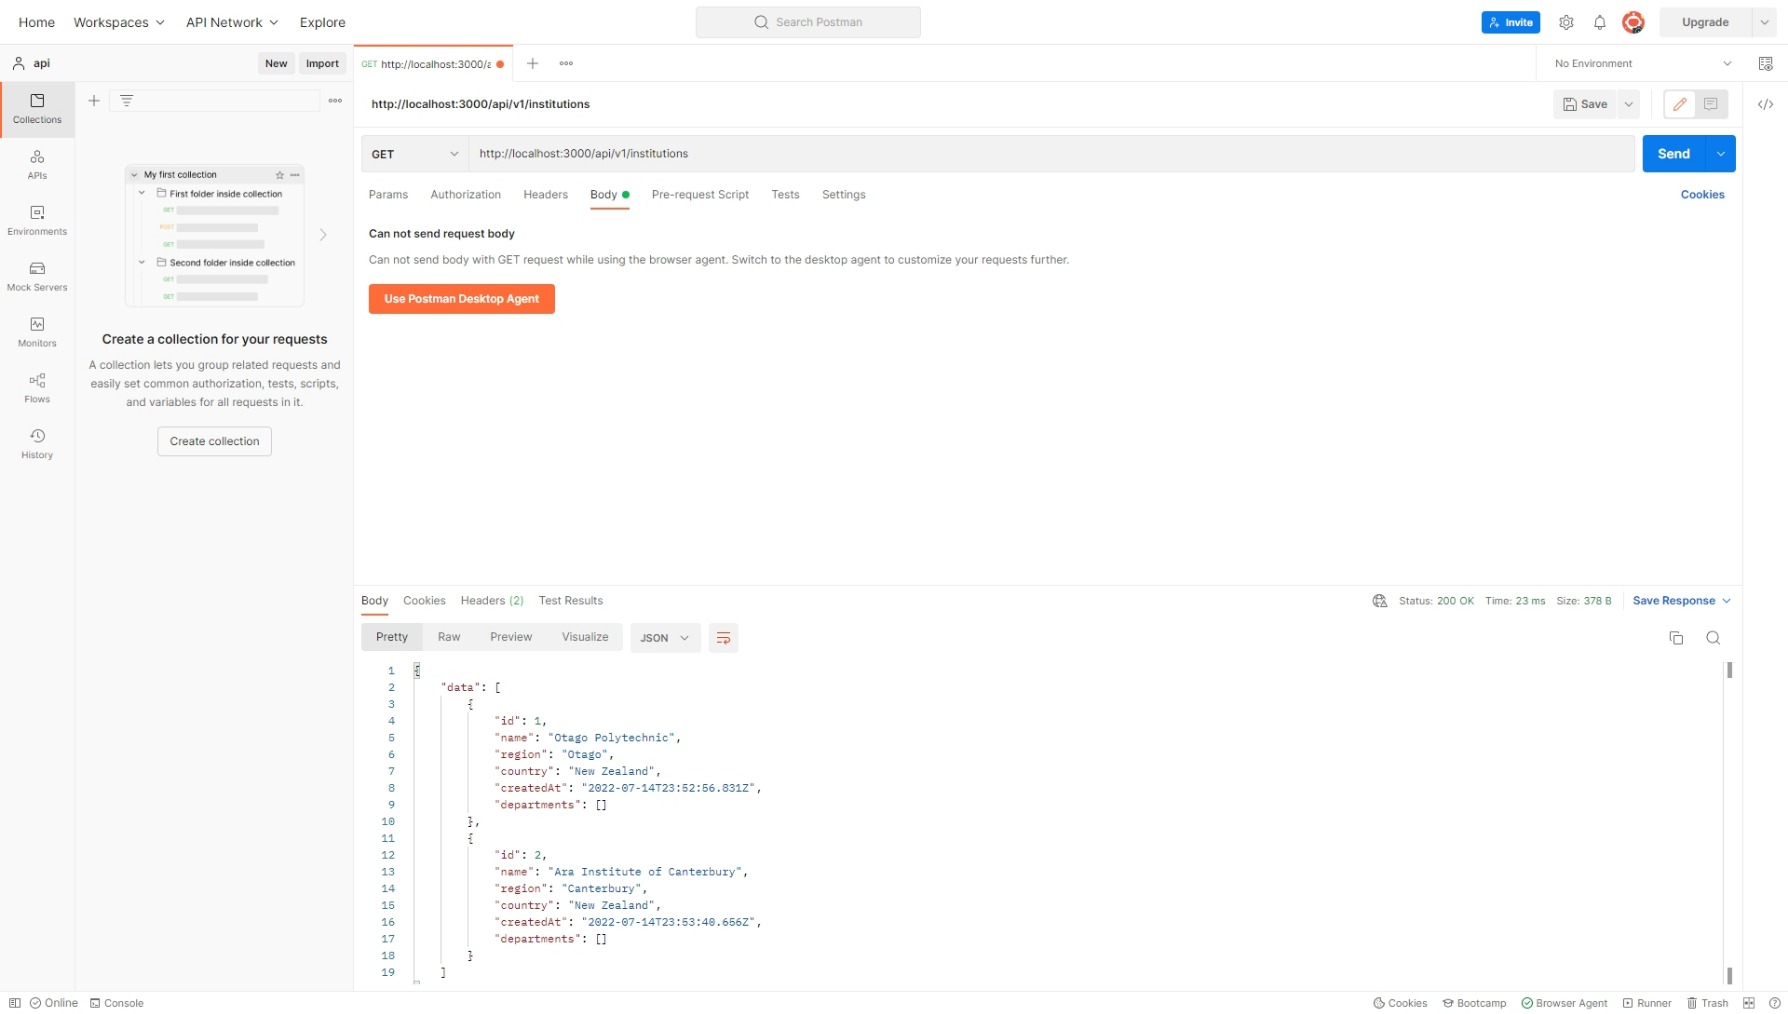 Home Workspaces API Network Explore
Search Postman
Invite Upgrade
api New Import
GET http://localhost:3000/a
No Environment
Collections
APIs
Environments
Mock Servers
Monitors
Flows
History
My first collection
First folder inside collection
GET
POST
GET
Second folder inside collection
GET
GET
Create a collection for your requests
A collection lets you group related requests and
easily set common authorization, tests, scripts,
and variables for all requests in it.
Create collection
http://localhost:3000/api/v1/institutions
Save
GET http://localhost:3000/api/v1/institutions Send
Params Authorization Headers Body Pre-request Script Tests Settings Cookies
Can not send request body
Can not send body with GET request while using the browser agent. Switch to the desktop agent to customize your requests further.
Use Postman Desktop Agent
Body Cookies Headers (2) Test Results Status: 200 OK Time: 23 ms Size: 378 B Save Response
Pretty Raw Preview Visualize JSON
1 {
2 "data": [
3 {
4 "id": 1,
5 "name": "Otago Polytechnic",
6 "region": "Otago",
7 "country": "New Zealand",
8 "createdAt": "2022-07-14T23:52:56.831Z",
9 "departments": []
10 },
11 {
12 "id": 2,
13 "name": "Ara Institute of Canterbury",
14 "region": "Canterbury",
15 "country": "New Zealand",
16 "createdAt": "2022-07-14T23:53:40.656Z",
17 "departments": []
18 }
19 ]
Online Console Cookies Bootcamp Browser Agent Runner Trash